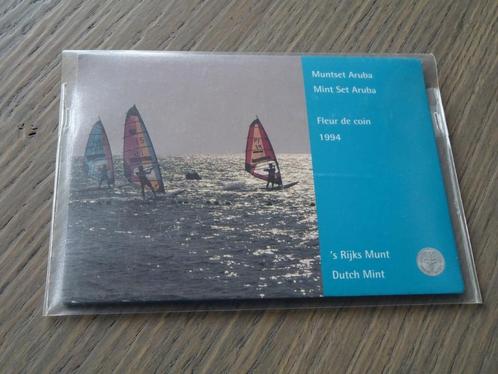 Muntset Aruba
Mint Set Aruba
Fleur de coin
1994
's Rijks Munt
Dutch Mint